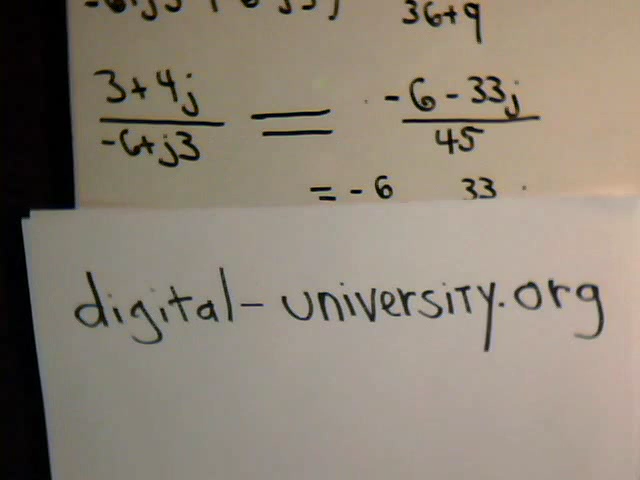 36+9
3+4j = -6-33j
-6+j3 45
= -6 33
digital-university.org